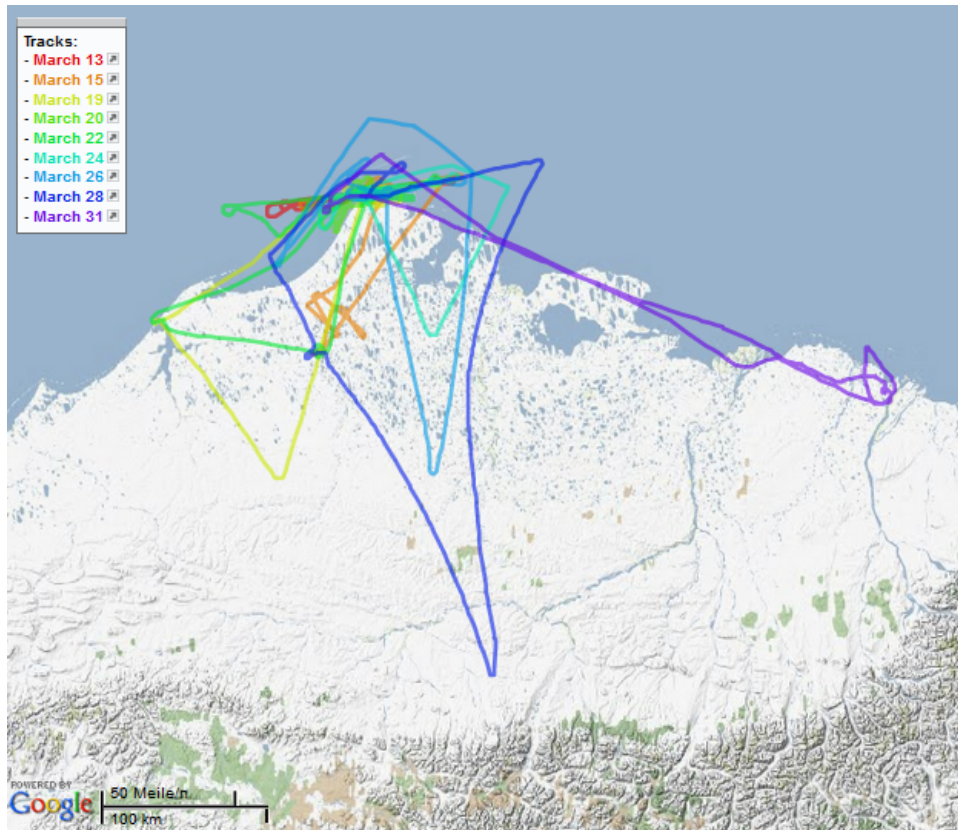 Tracks:
- March 13
- March 15
- March 19
- March 20
- March 22
- March 24
- March 26
- March 28
- March 31
POWERED BY
Google
50 Meile/n
100 km